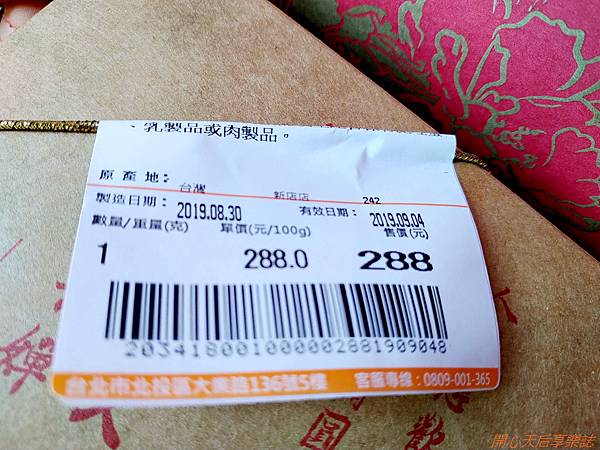 、乳製品或肉製品。
原 產 地:
台灣 新店店 242
製造日期: 2019.08.30 有效日期: 2019.09.04
數量/重量(克) 單價(元/100g) 售價(元)
1 288.0 288
203418001000002881909048
台北市北投區大業路136號5樓 客服專線:0809-001-365
歡
開心天后享樂誌